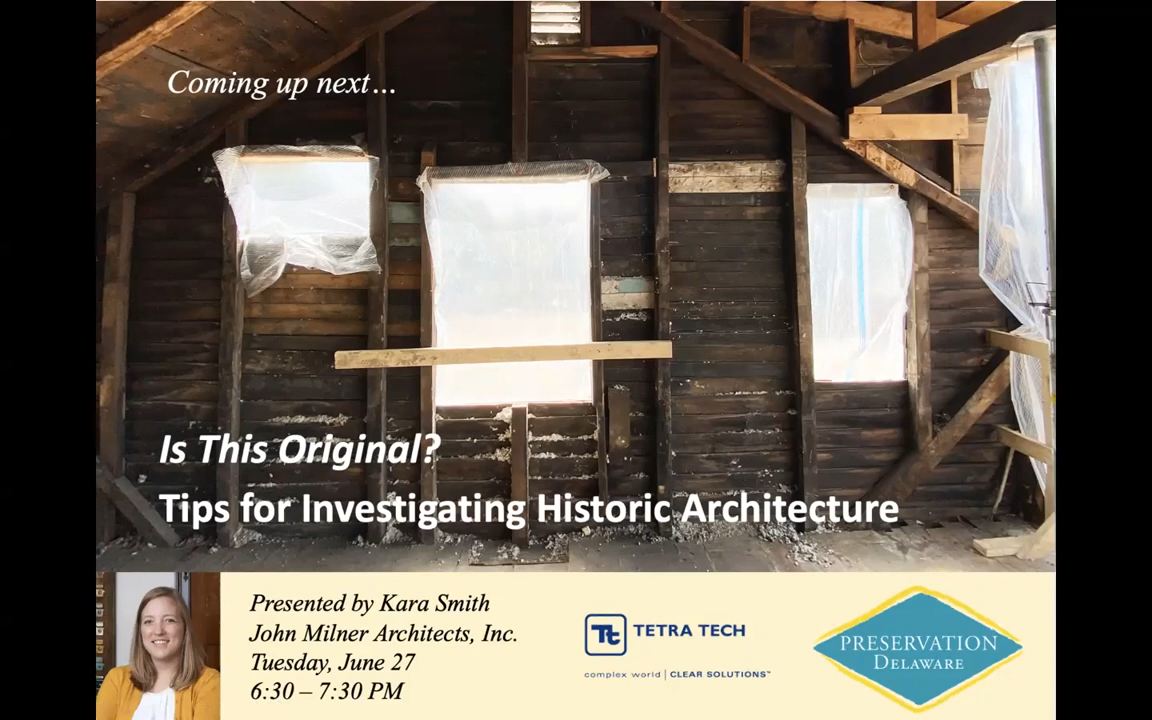 Coming up next…
Is This Original?
Tips for Investigating Historic Architecture
Presented by Kara Smith
John Milner Architects, Inc.
Tuesday, June 27
6:30 – 7:30 PM
Tt TETRA TECH
complex world | CLEAR SOLUTIONS™
PRESERVATION
DELAWARE